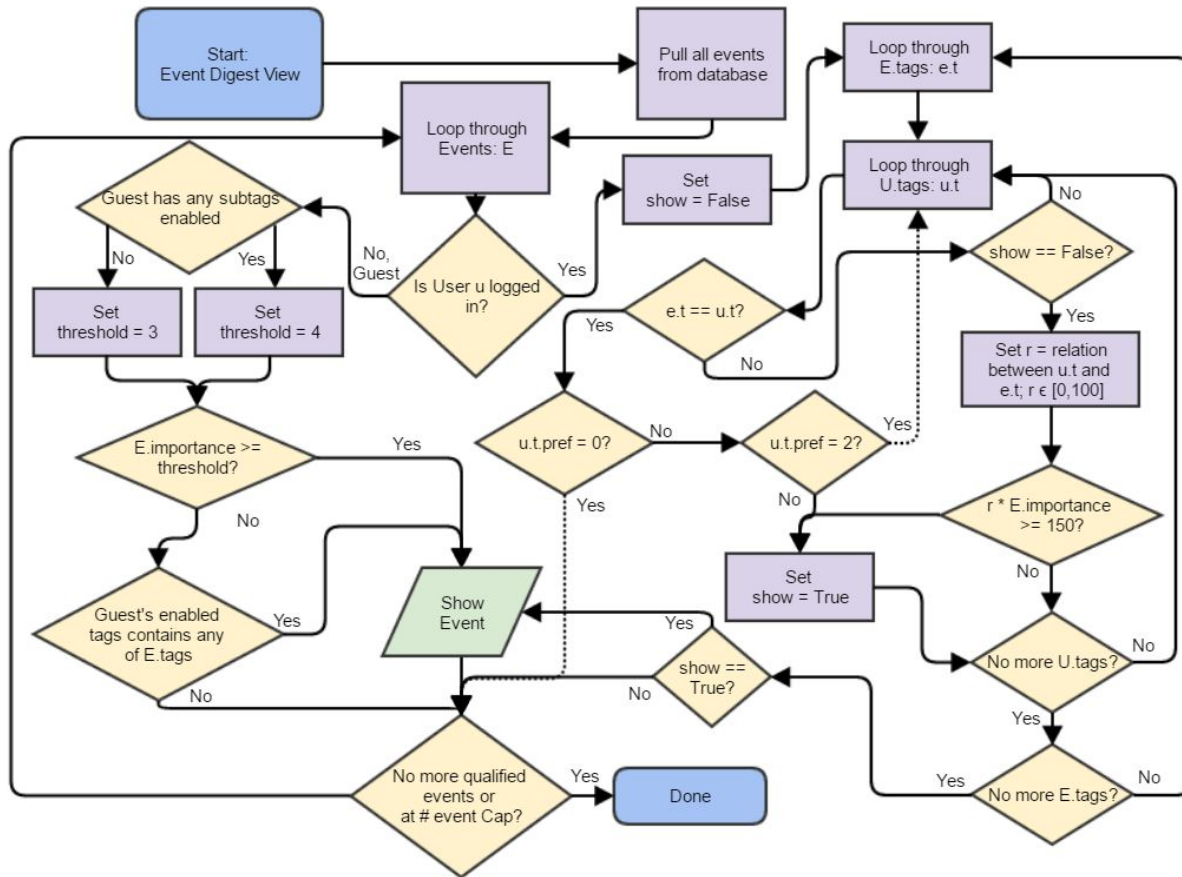 Start:
Event Digest View
Pull all events
from database
Loop through
E.tags: e.t
Loop through
Events: E
Loop through
U.tags: u.t
Set
show = False
Guest has any subtags
enabled
No
Yes
No,
Guest
Is User u logged
in?
Yes
No
show == False?
Yes
Set
threshold = 3
Set
threshold = 4
e.t == u.t?
Yes
No
Set r = relation
between u.t and
e.t; r ϵ [0,100]
E.importance >=
threshold?
Yes
No
u.t.pref = 0?
No
Yes
u.t.pref = 2?
Yes
No
r * E.importance
>= 150?
No
Set
show = True
Guest's enabled
tags contains any
of E.tags
Yes
No
Show
Event
Yes
show ==
True?
No
No more U.tags?
No
Yes
No more qualified
events or
at # event Cap?
Yes
Done
Yes
No more E.tags?
No